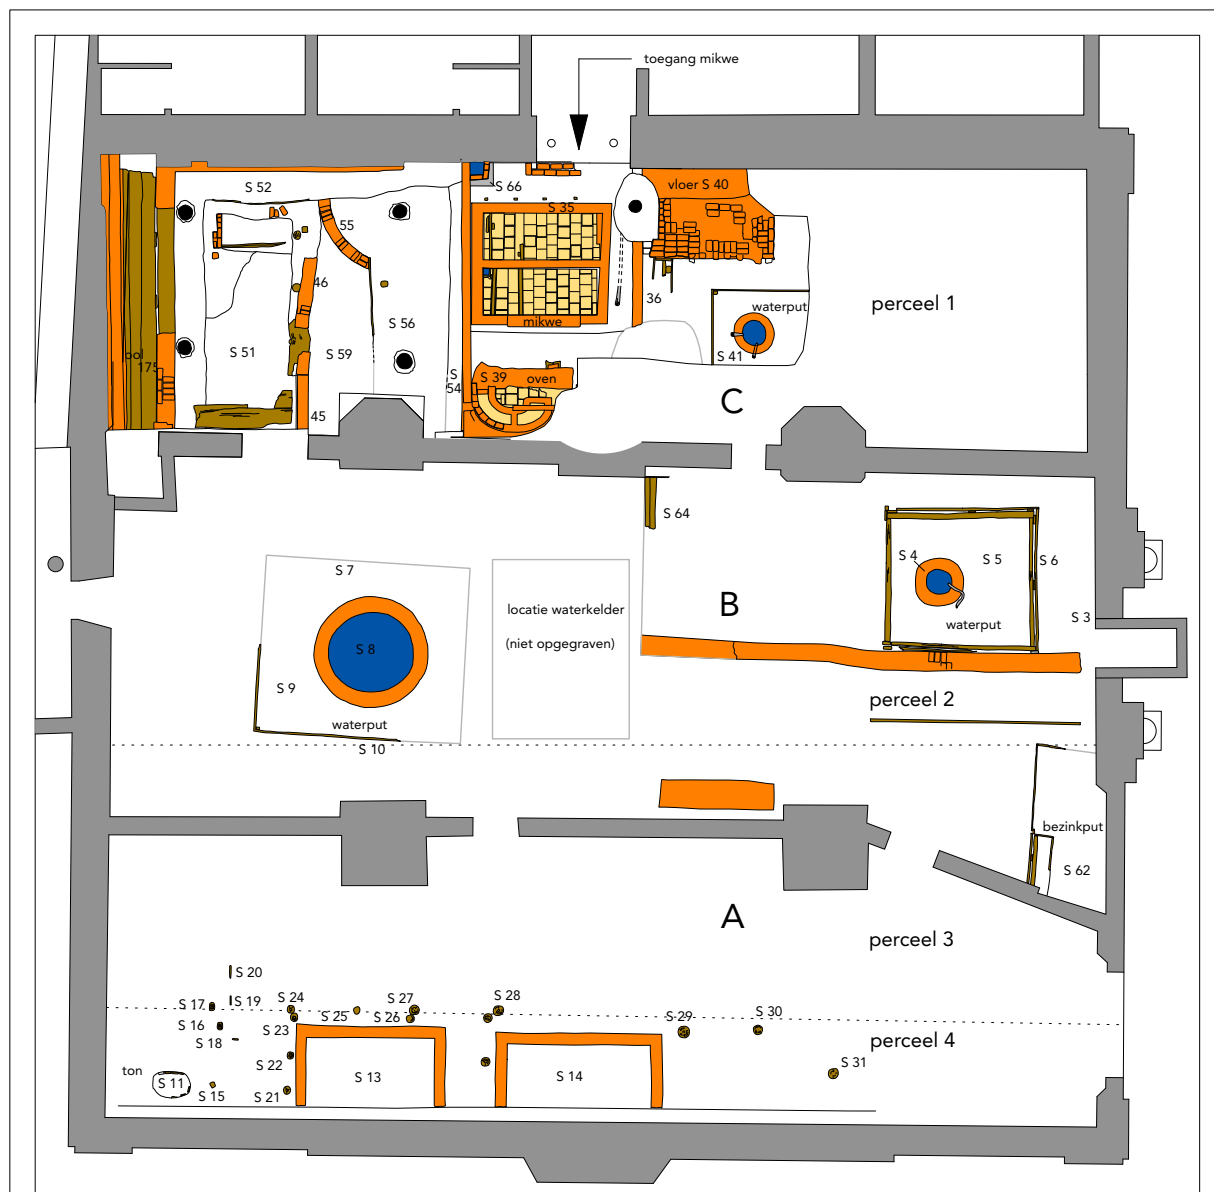 toegang mikwe
S 52
S 66
vloer S 40
S 35
55
46
36
perceel 1
waterput
mikwe
S 56
ool
175
S 51
S 59
S 41
S
54
S 39
oven
45
C
S 64
S 4
S 5
S 6
S 7
locatie waterkelder
(niet opgegraven)
B
waterput
S 3
S 8
S 9
perceel 2
waterput
S 10
bezinkput
S 62
A
perceel 3
S 20
S 17
S 19
S 24
S 27
S 28
S 25
S 26
S 29
S 30
S 16
S 23
S 18
perceel 4
S 22
ton
S 11
S 13
S 14
S 31
S 15
S 21